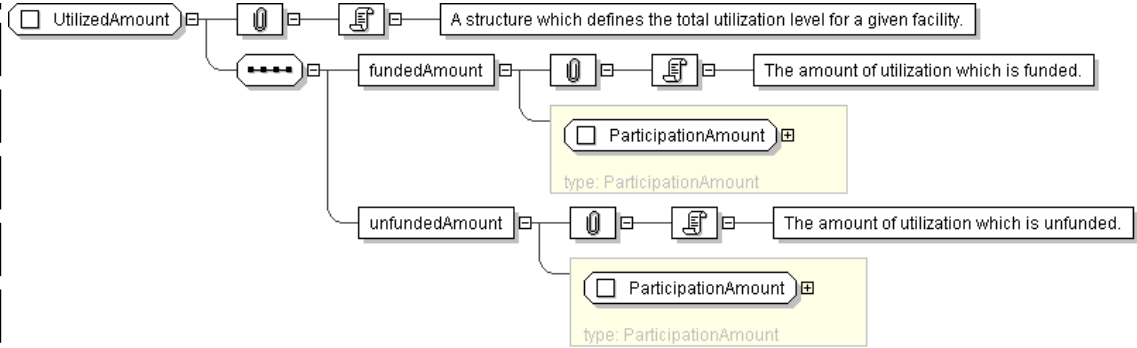 UtilizedAmount
A structure which defines the total utilization level for a given facility.
fundedAmount
The amount of utilization which is funded.
ParticipationAmount
type: ParticipationAmount
unfundedAmount
The amount of utilization which is unfunded.
ParticipationAmount
type: ParticipationAmount